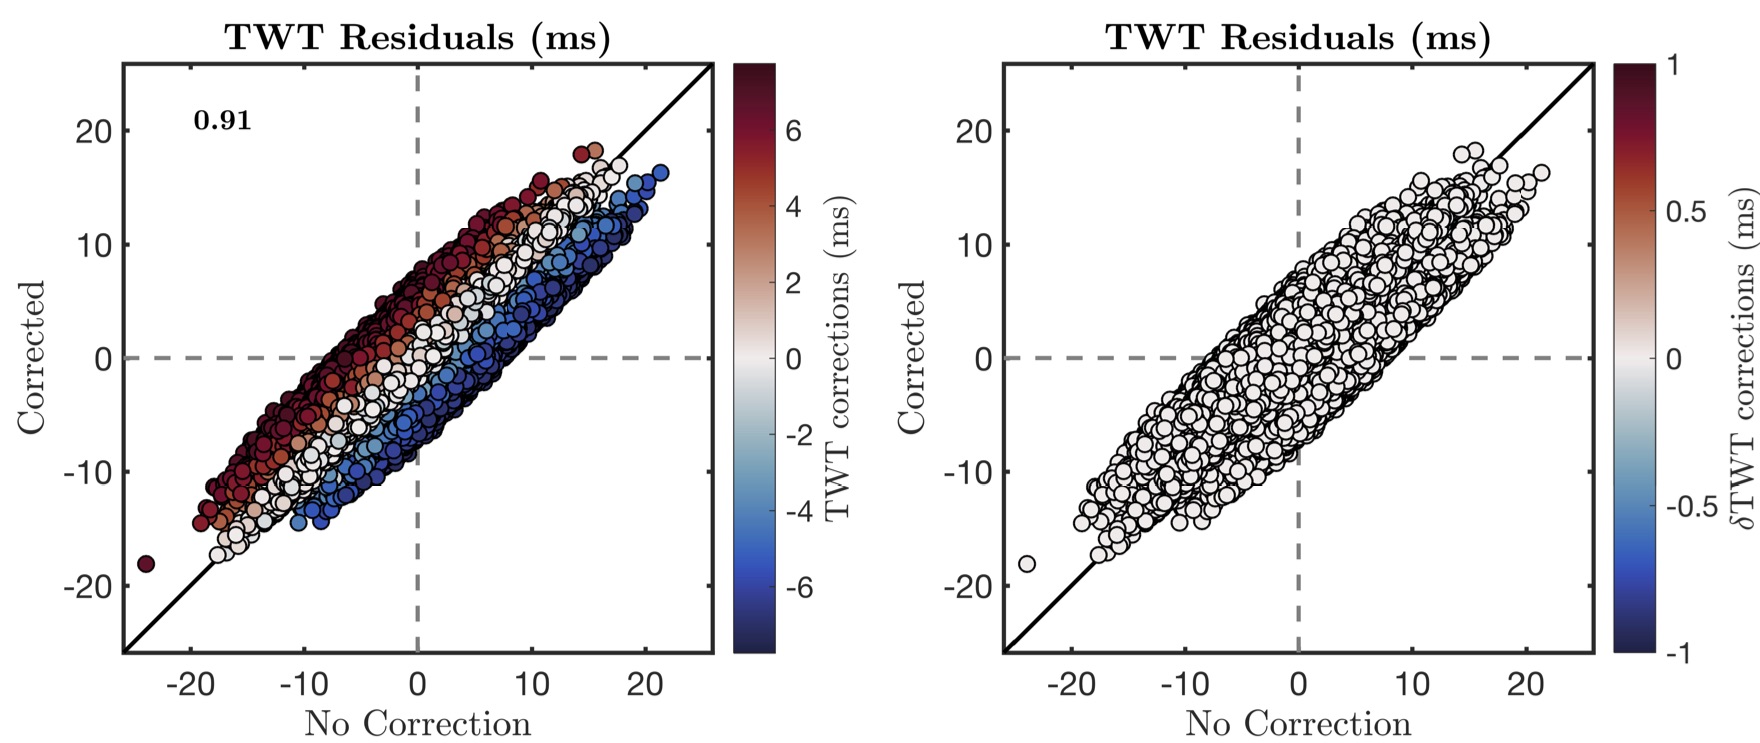 TWT Residuals (ms)
0.91
20
10
0
-10
-20
Corrected
-20 -10 0 10 20
No Correction
6
4
2
0
-2
-4
-6
TWT corrections (ms)
TWT Residuals (ms)
20
10
0
-10
-20
Corrected
-20 -10 0 10 20
No Correction
1
0.5
0
-0.5
-1
δTWT corrections (ms)